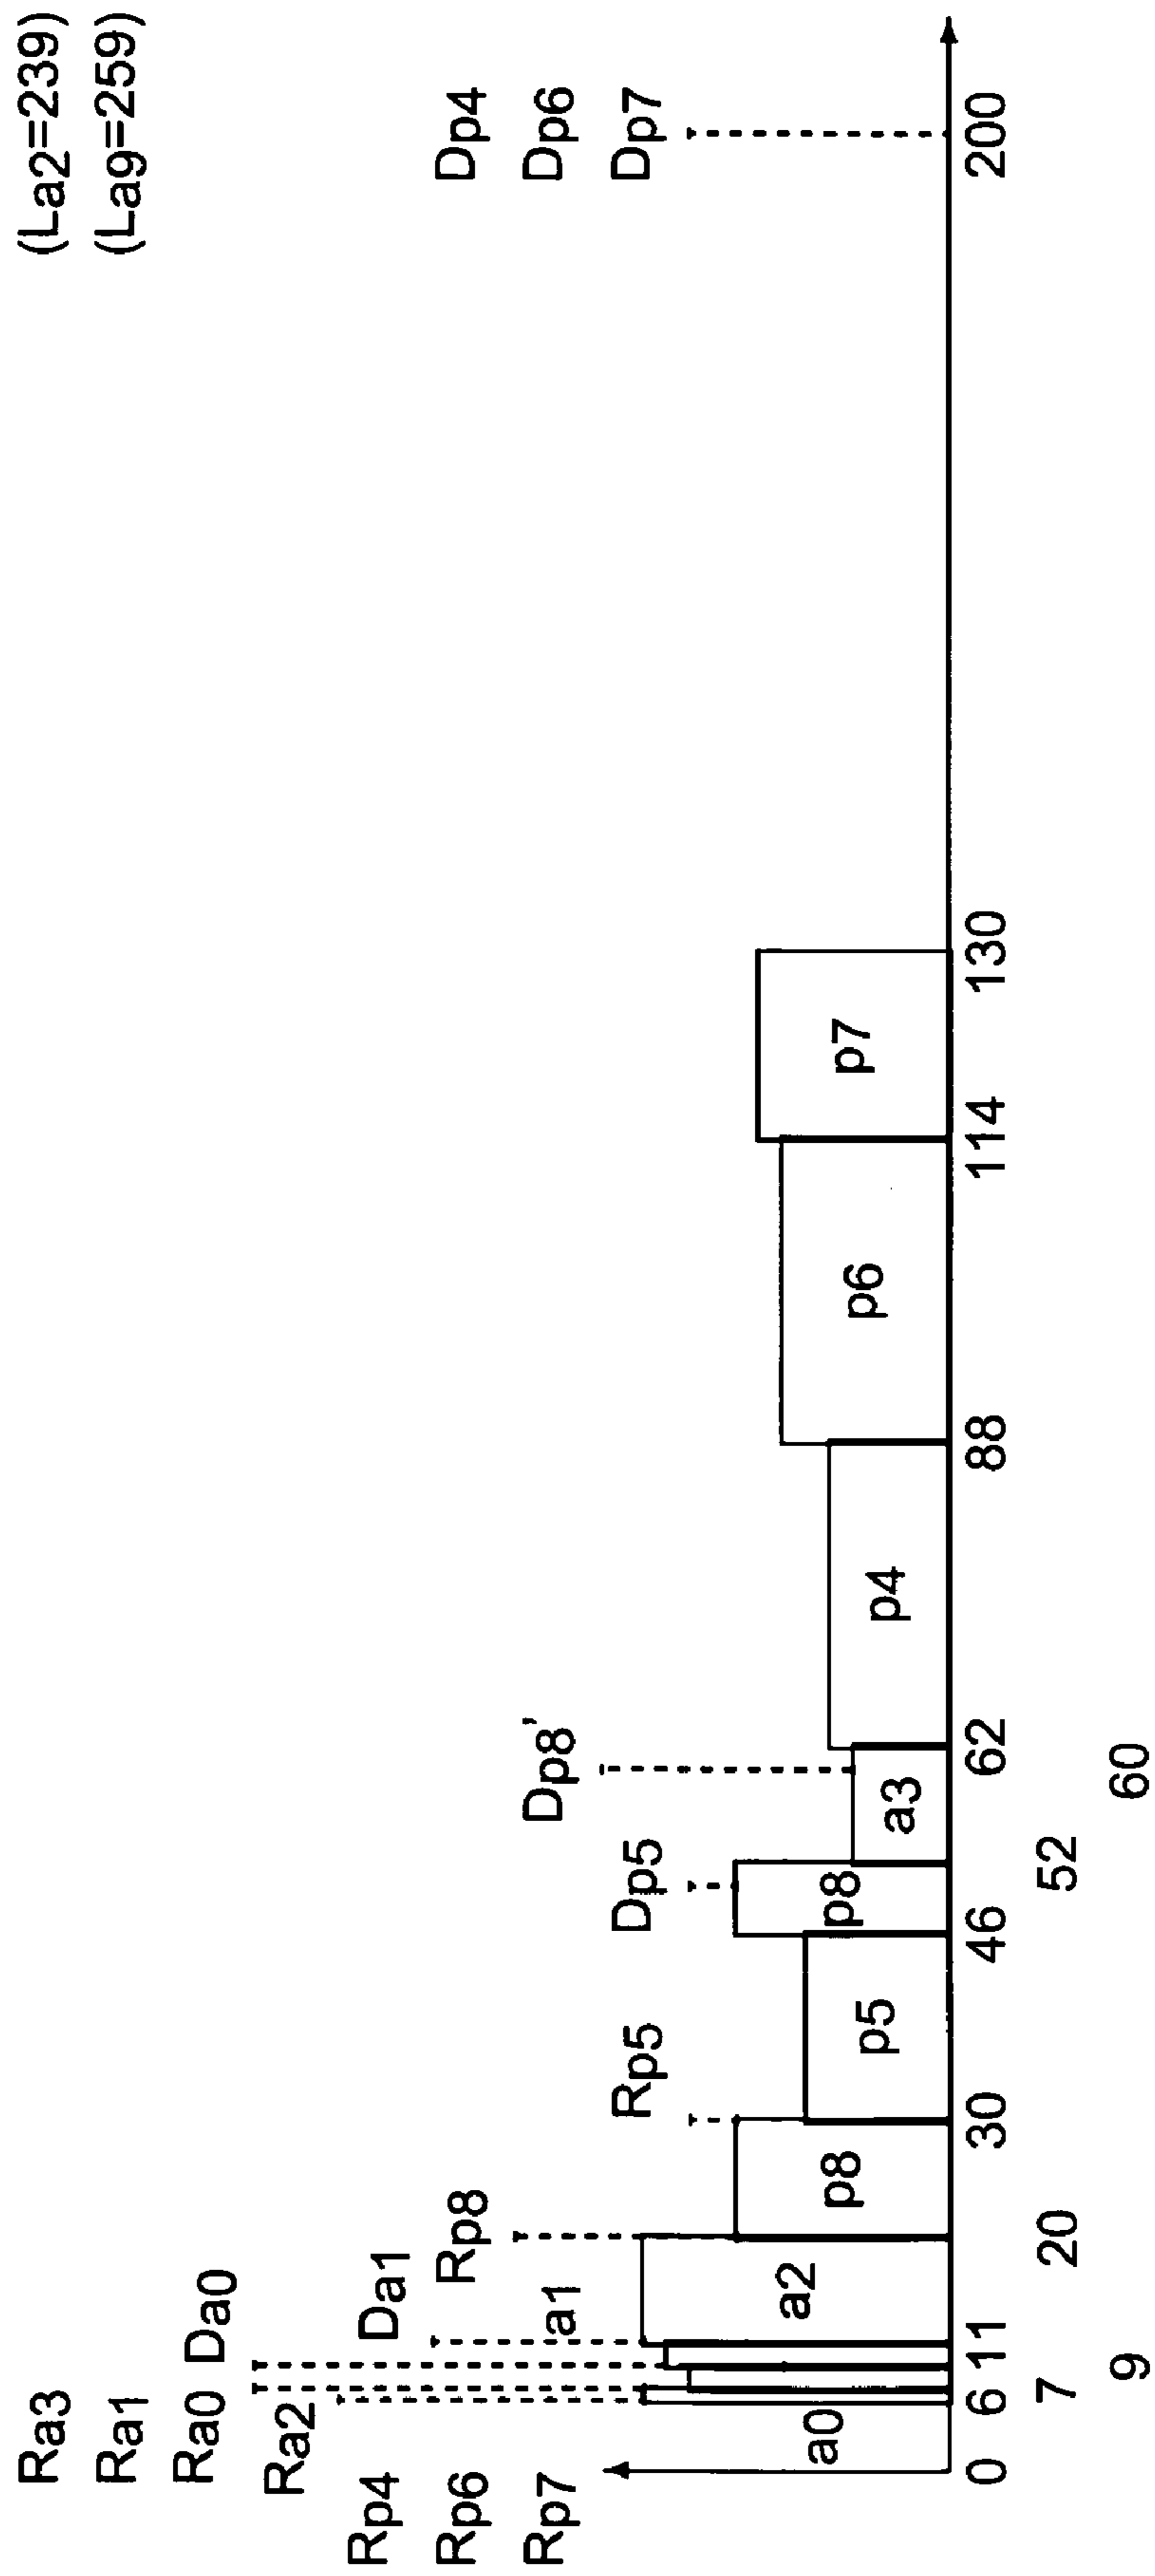 (La2=239)
(La9=259)
Ra3
Ra1
Ra0 Da0
Ra2
Rp4 Da1 Dp4
Rp6 Rp8
Rp7 a1 Dp8' Dp6
Rp5 Dp5 Dp7
a0 a2 p8 p5 p8 a3 p4 p6 p7
0 6 11 30 46 62 88 114 130 200
7 20 52
9 60